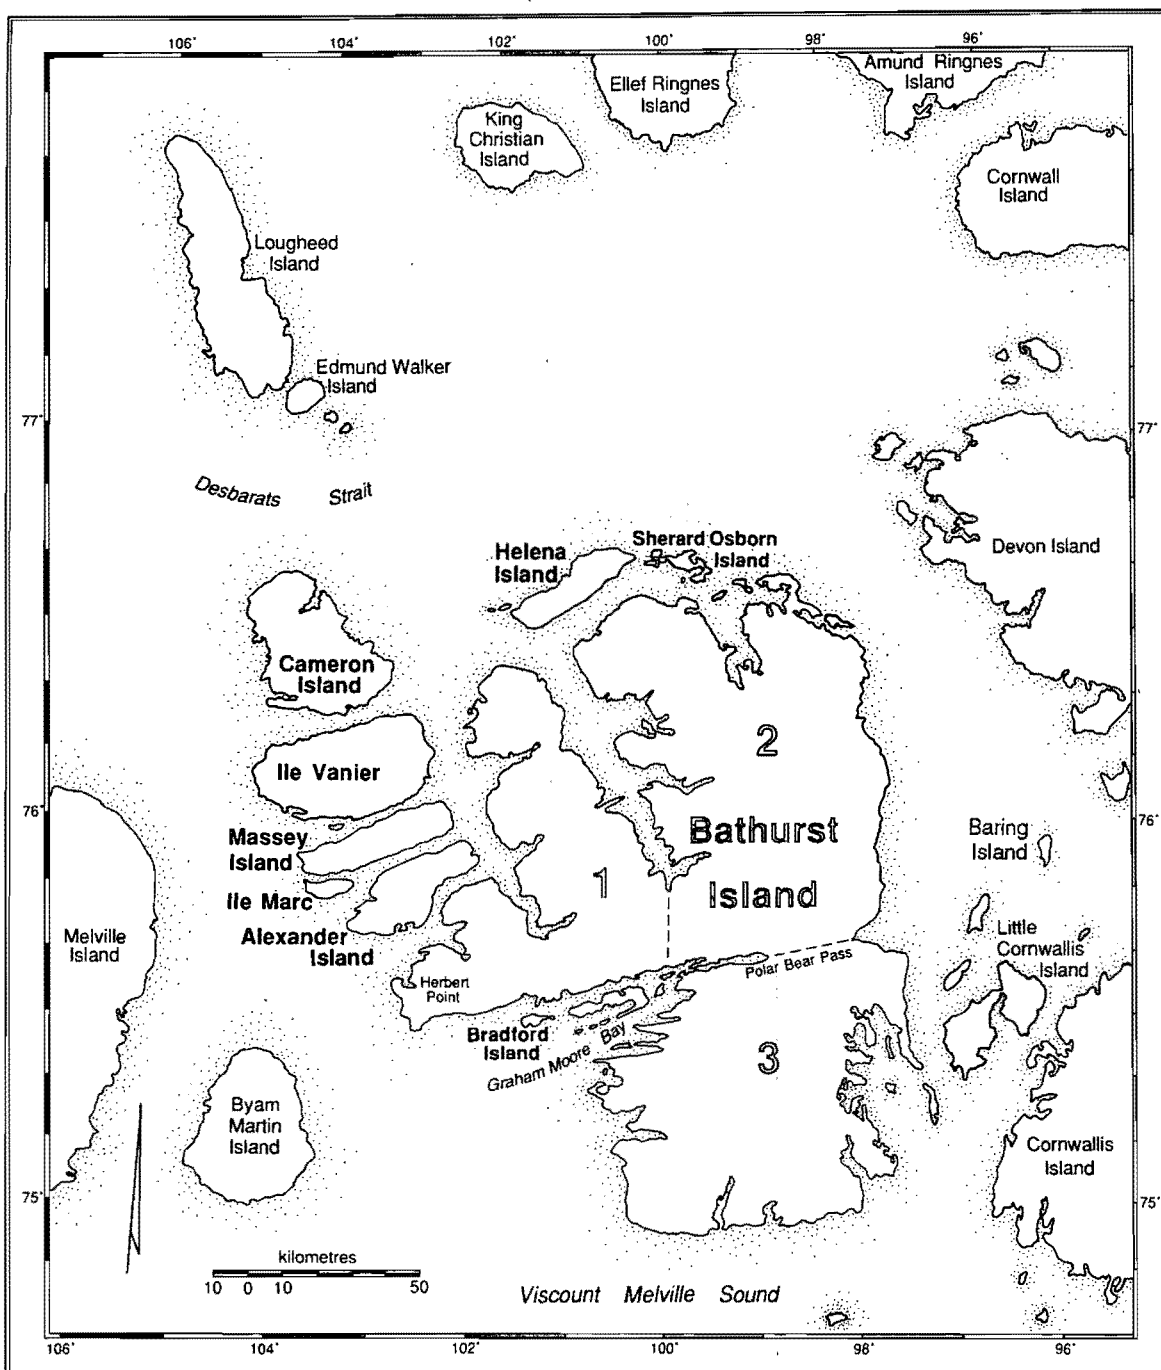 106° 104° 102° 100° 98° 96°
Amund Ringnes
Island
Ellef Ringnes
Island
King
Christian
Island
Cornwall
Island
Lougheed
Island
Edmund Walker
Island
77° 77°
Desbarats Strait
Sherard Osborn
Island
Helena
Island
Devon Island
Cameron
Island
2
Ile Vanier
76° 76°
Massey
Island
Bathurst
Island
Baring
Island
1
Ile Marc
Alexander
Island
Melville
Island
Little
Cornwallis
Island
Herbert
Point
Polar Bear Pass
Bradford
Island
Graham Moore Bay
3
Byam
Martin
Island
Cornwallis
Island
75° 75°
kilometres
10 0 10 50
Viscount Melville Sound
106° 104° 102° 100° 98° 96°